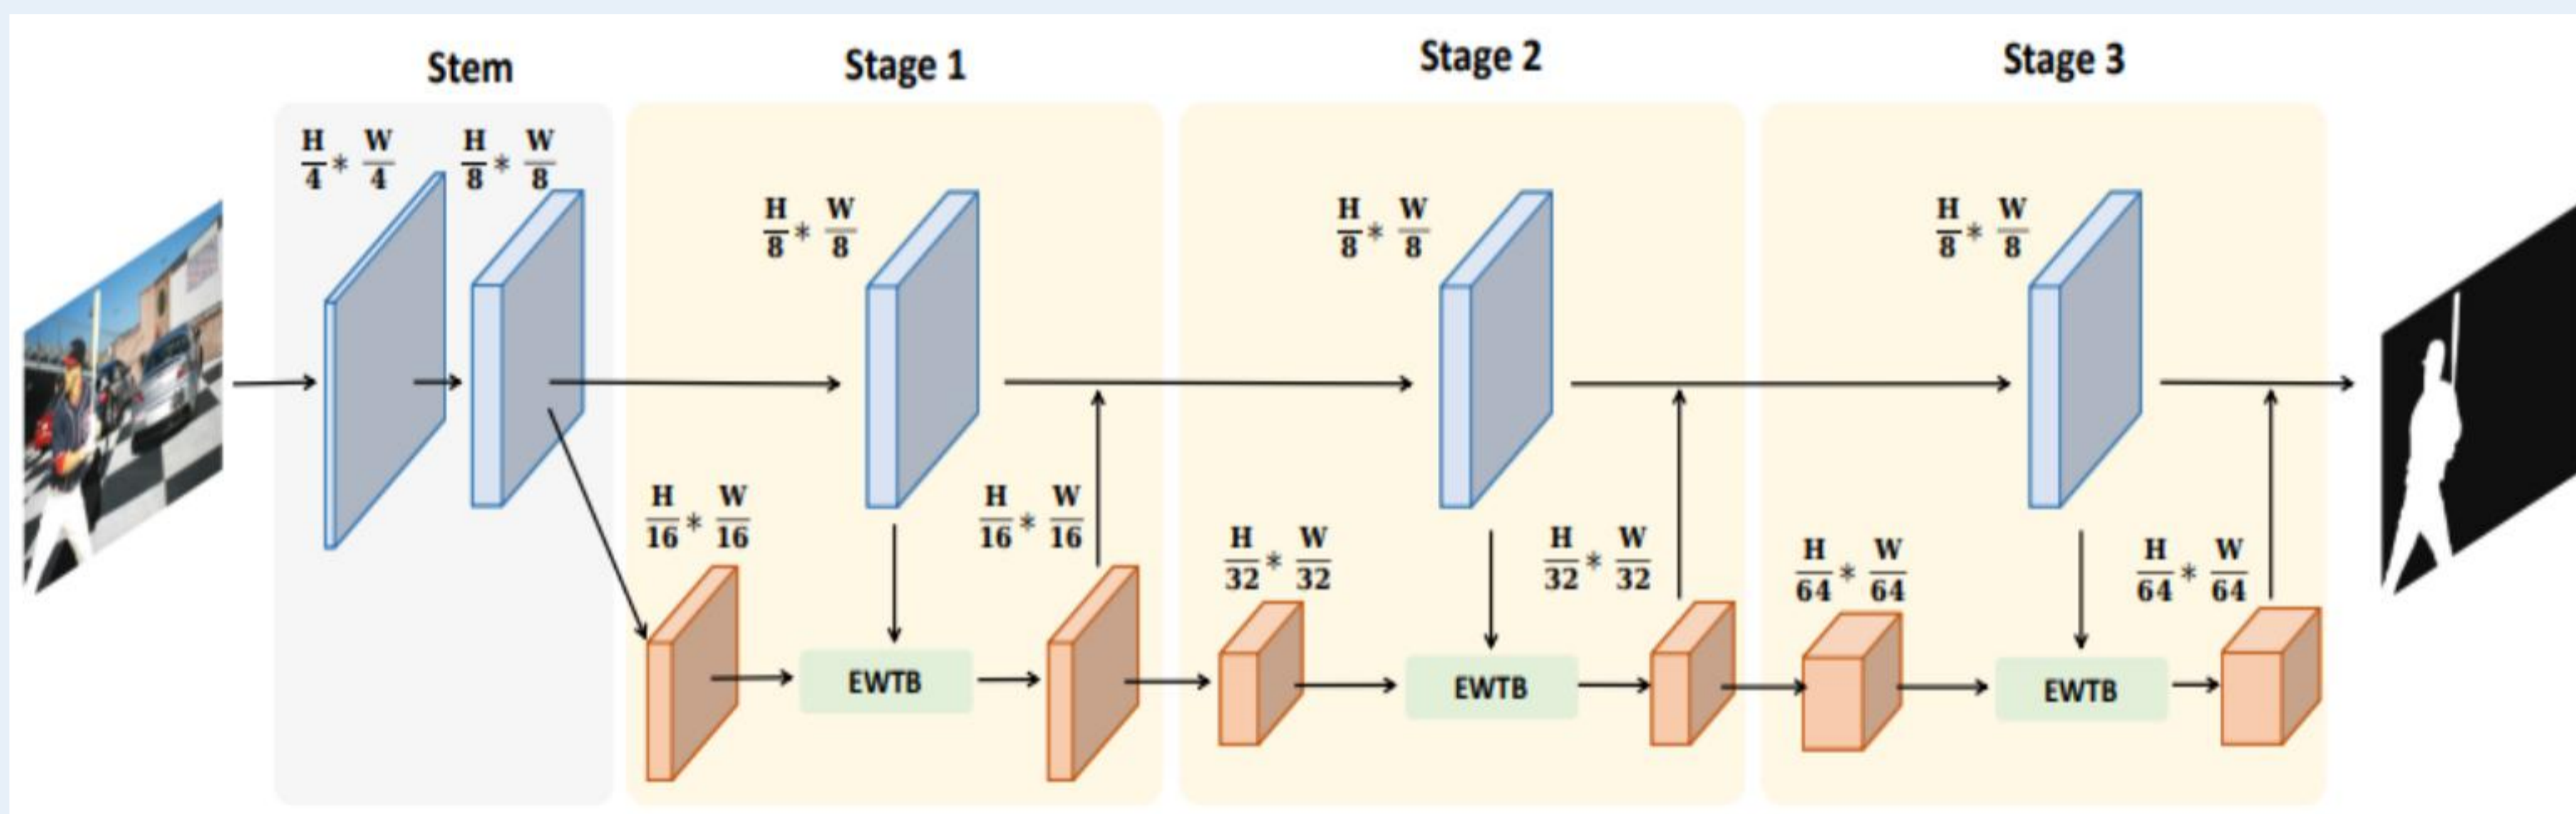 Stem
Stage 1
Stage 2
Stage 3
H/4 * W/4
H/8 * W/8
H/8 * W/8
H/8 * W/8
H/8 * W/8
H/16 * W/16
H/16 * W/16
H/32 * W/32
H/32 * W/32
H/64 * W/64
H/64 * W/64
EWTB
EWTB
EWTB